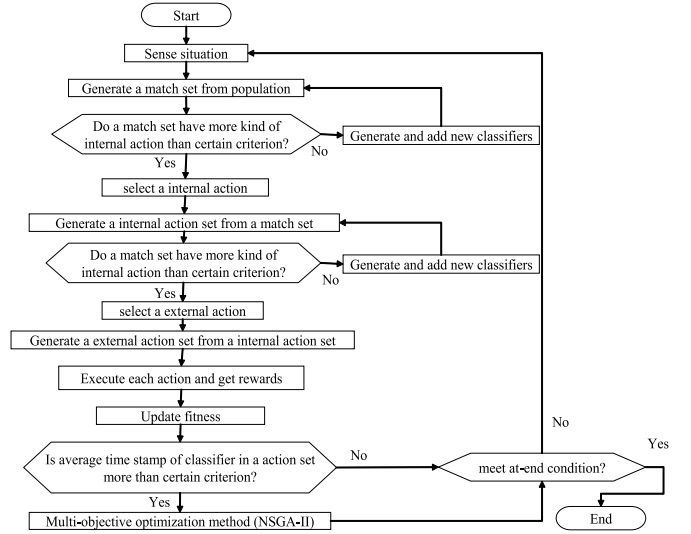 Start
Sense situation
Generate a match set from population
Do a match set have more kind of
internal action than certain criterion?
No
Generate and add new classifiers
Yes
select a internal action
Generate a internal action set from a match set
Do a match set have more kind of
internal action than certain criterion?
No
Generate and add new classifiers
Yes
select a external action
Generate a external action set from a internal action set
Execute each action and get rewards
Update fitness
Is average time stamp of classifier in a action set
more than certain criterion?
No
Yes
Multi-objective optimization method (NSGA-II)
meet at-end condition?
No
Yes
End